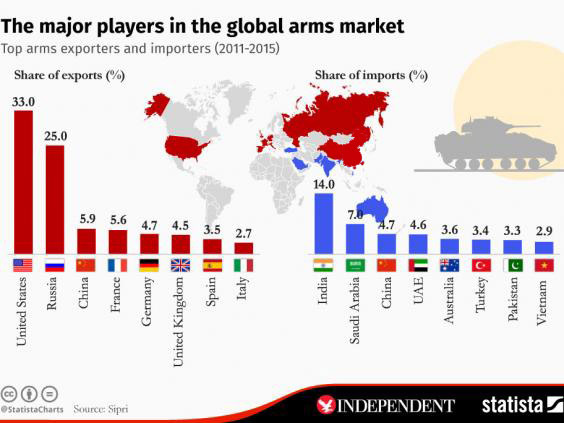 The major players in the global arms market
Top arms exporters and importers (2011-2015)
Share of exports (%)
33.0
25.0
5.9
5.6
4.7
4.5
3.5
2.7
United States
Russia
China
France
Germany
United Kingdom
Spain
Italy
Share of imports (%)
14.0
7.0
4.7
4.6
3.6
3.4
3.3
2.9
India
Saudi Arabia
China
UAE
Australia
Turkey
Pakistan
Vietnam
@StatistaCharts Source: Sipri
INDEPENDENT
statista